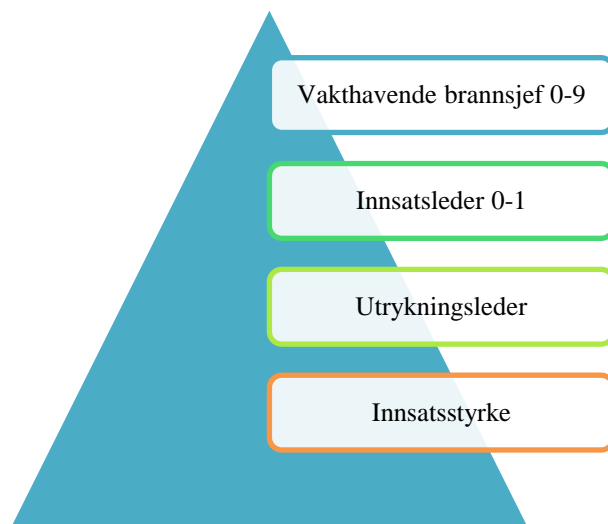 Vakthavende brannsjef 0-9
Innsatsleder 0-1
Utrykningsleder
Innsatsstyrke